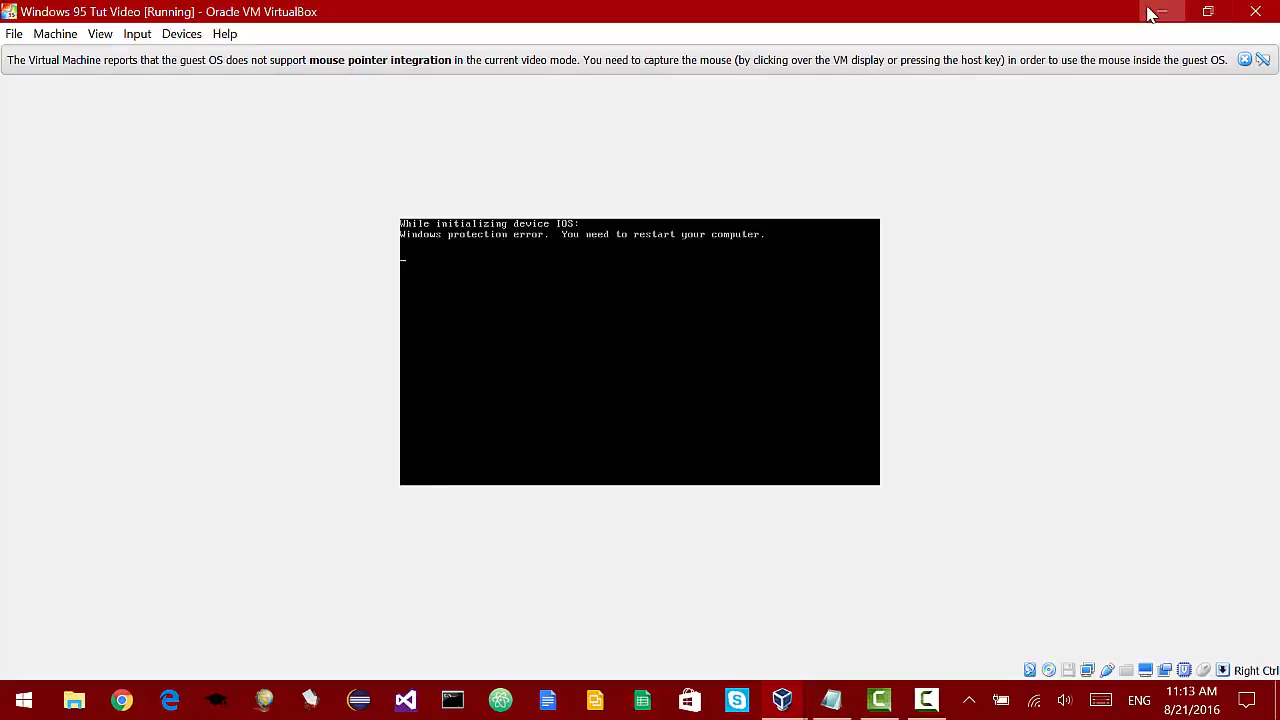 Windows 95 Tut Video [Running] - Oracle VM VirtualBox
File Machine View Input Devices Help
The Virtual Machine reports that the guest OS does not support mouse pointer integration in the current video mode. You need to capture the mouse (by clicking over the VM display or pressing the host key) in order to use the mouse inside the guest OS.
While initializing device IOS:
Windows protection error. You need to restart your computer.
Right Ctrl
ENG
11:13 AM
8/21/2016